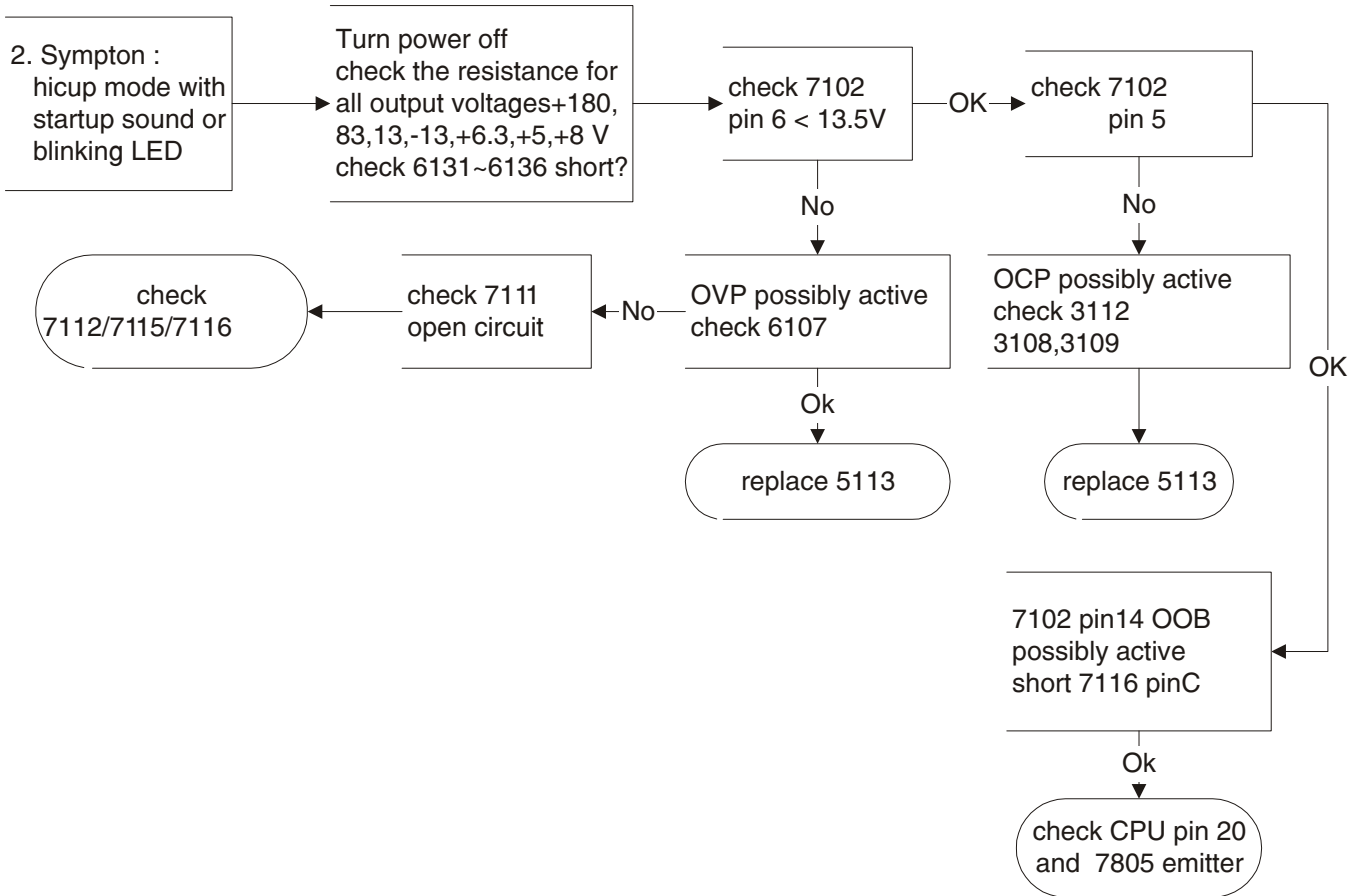 2. Sympton :
hicup mode with
startup sound or
blinking LED
Turn power off
check the resistance for
all output voltages+180,
83,13,-13,+6.3,+5,+8 V
check 6131~6136 short?
check 7102
pin 6 < 13.5V
OK
check 7102
pin 5
No
No
check
7112/7115/7116
check 7111
open circuit
No
OVP possibly active
check 6107
OCP possibly active
check 3112
3108,3109
OK
Ok
replace 5113
replace 5113
7102 pin14 OOB
possibly active
short 7116 pinC
Ok
check CPU pin 20
and 7805 emitter